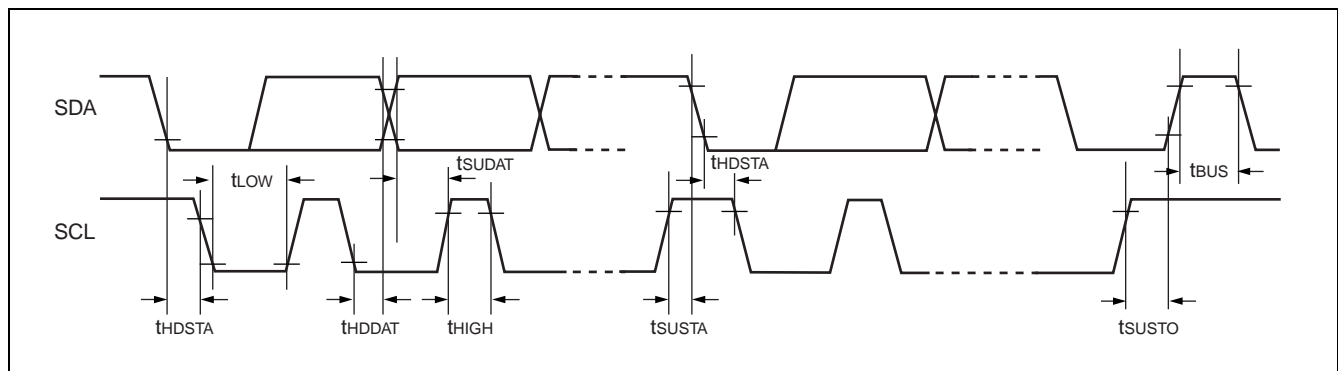 SDA
tSUDAT
tHDSTA
tLOW
tBUS
SCL
tHDSTA
tHDDAT
tHIGH
tSUSTA
tSUSTO